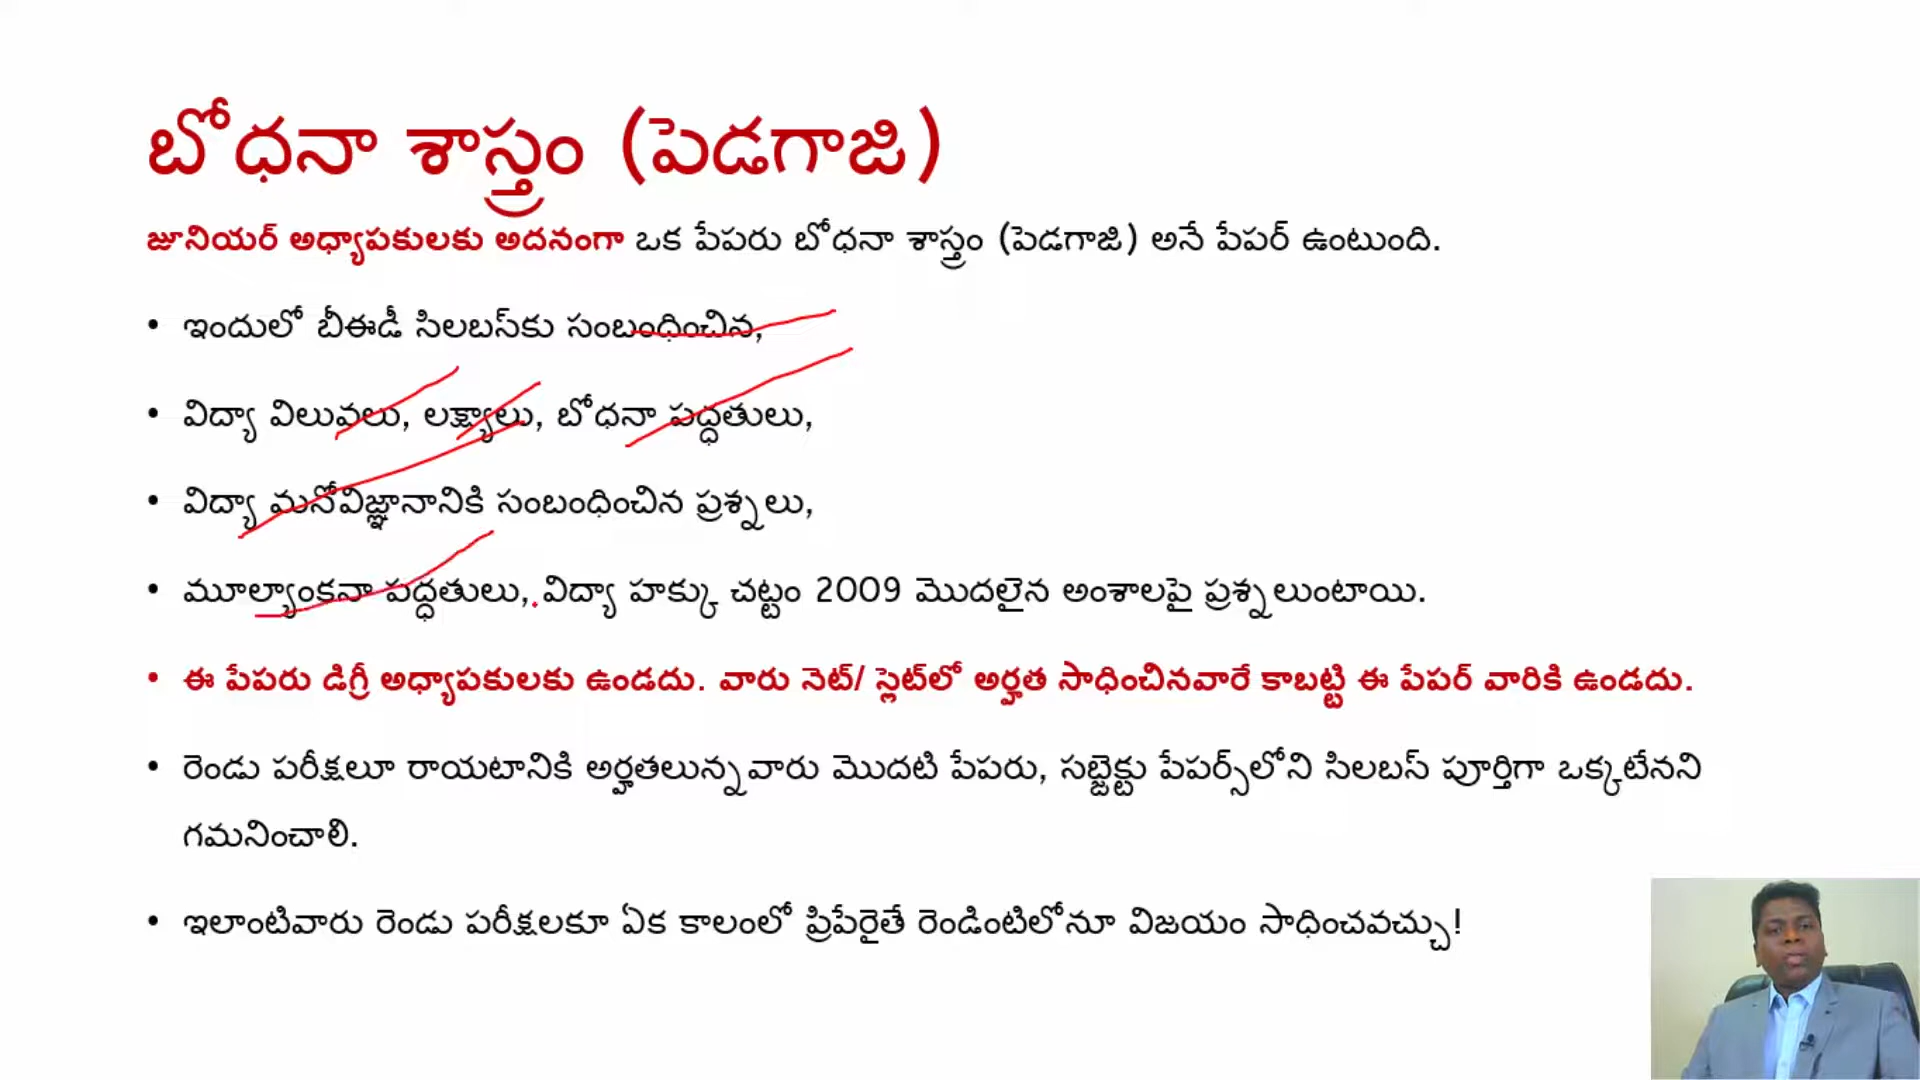 బోధనా శాస్త్రం (పెడగాజి)
జూనియర్ అధ్యాపకులకు అదనంగా ఒక పేపరు బోధనా శాస్త్రం (పెడగాజి) అనే పేపర్ ఉంటుంది.
• ఇందులో బీఈడీ సిలబస్‌కు సంబంధించిన,
• విద్యా విలువలు, లక్ష్యాలు, బోధనా పద్ధతులు,
• విద్యా మనోవిజ్ఞానానికి సంబంధించిన ప్రశ్నలు,
• మూల్యాంకనా పద్ధతులు, విద్యా హక్కు చట్టం 2009 మొదలైన అంశాలపై ప్రశ్నలుంటాయి.
• ఈ పేపరు డిగ్రీ అధ్యాపకులకు ఉండదు. వారు నెట్/ స్లెట్‌లో అర్హత సాధించినవారే కాబట్టి ఈ పేపర్ వారికి ఉండదు.
• రెండు పరీక్షలూ రాయటానికి అర్హతలున్నవారు మొదటి పేపరు, సబ్జెక్టు పేపర్స్‌లోని సిలబస్ పూర్తిగా ఒక్కటేనని
గమనించాలి.
• ఇలాంటివారు రెండు పరీక్షలకూ ఏక కాలంలో ప్రిపేరైతే రెండింటిలోనూ విజయం సాధించవచ్చు!